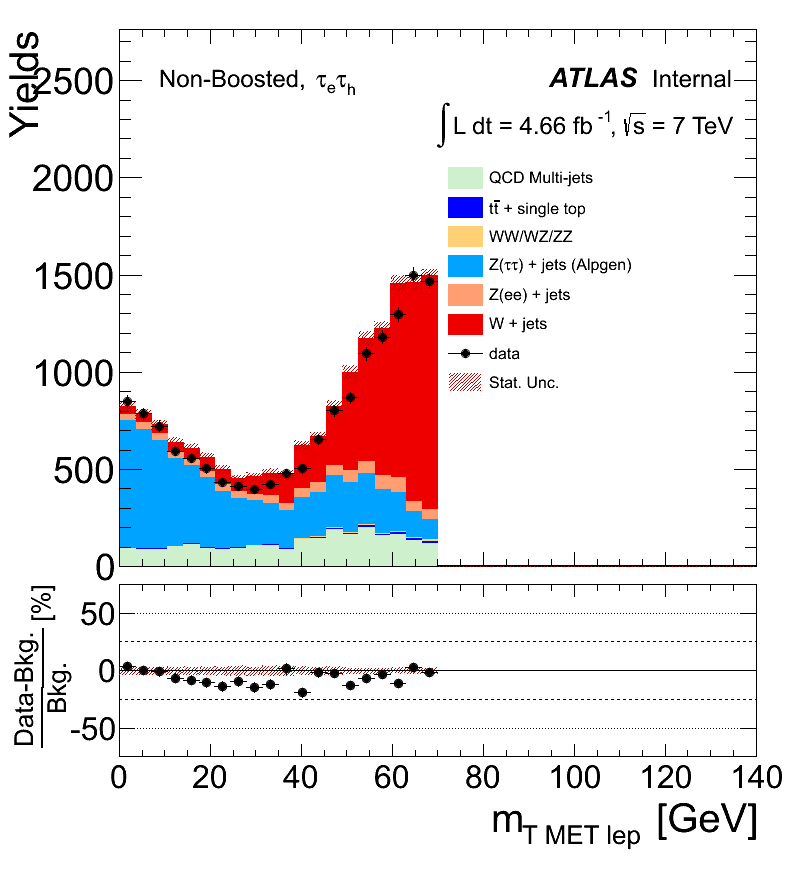 Yields
Non-Boosted, τeτh
ATLAS Internal
∫ L dt = 4.66 fb⁻¹, √s = 7 TeV
QCD Multi-jets
tt̄ + single top
WW/WZ/ZZ
Z(ττ) + jets (Alpgen)
Z(ee) + jets
W + jets
data
Stat. Unc.
2500
2000
1500
1000
500
0
Data-Bkg.
Bkg.
[%]
50
0
-50
0 20 40 60 80 100 120 140
mT MET lep [GeV]